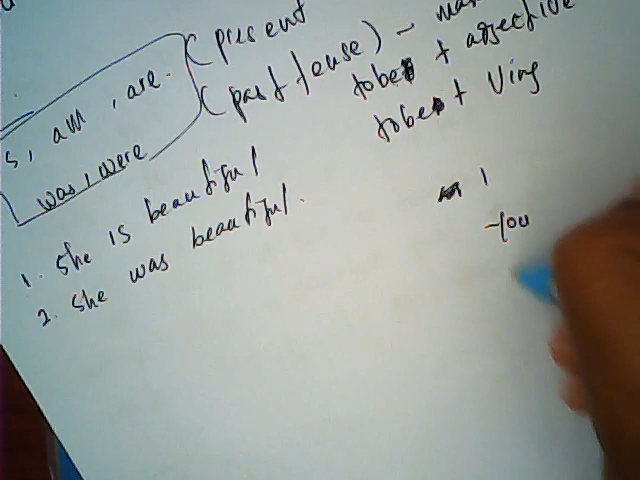 s, am, are. (present
was, were (past tense) - ma
tobe + adjective
tobe + Ving
1. She is beautiful
2. She was beautiful.
I
you